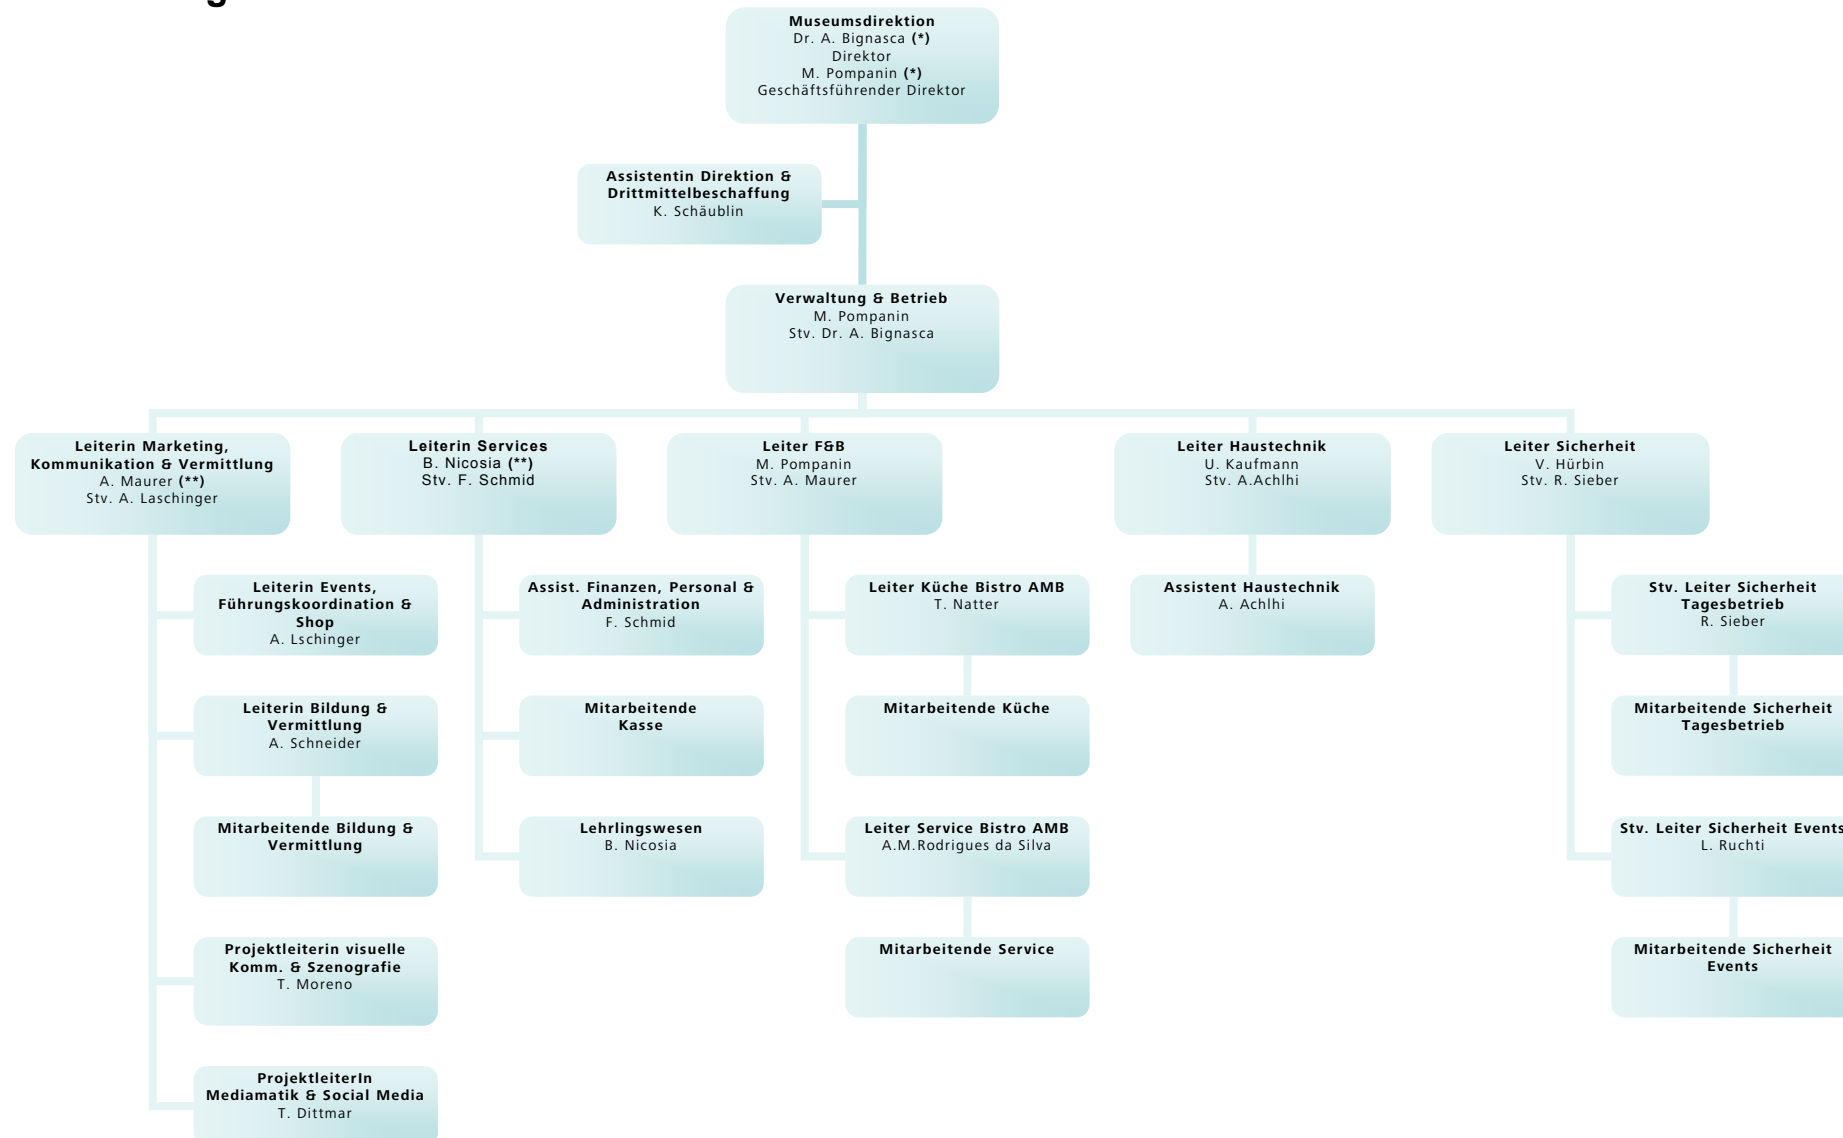 Museumsdirektion
Dr. A. Bignasca (*)
Direktor
M. Pompanin (*)
Geschäftsführender Direktor
Assistentin Direktion &
Drittmittelbeschaffung
K. Schäublin
Verwaltung & Betrieb
M. Pompanin
Stv. Dr. A. Bignasca
Leiterin Marketing,
Kommunikation & Vermittlung
A. Maurer (**)
Stv. A. Laschinger
Leiterin Services
B. Nicosia (**)
Stv. F. Schmid
Leiter F&B
M. Pompanin
Stv. A. Maurer
Leiter Haustechnik
U. Kaufmann
Stv. A.Achlhi
Leiter Sicherheit
V. Hürbin
Stv. R. Sieber
Leiterin Events,
Führungskoordination &
Shop
A. Lschinger
Assist. Finanzen, Personal &
Administration
F. Schmid
Leiter Küche Bistro AMB
T. Natter
Assistent Haustechnik
A. Achlhi
Stv. Leiter Sicherheit
Tagesbetrieb
R. Sieber
Leiterin Bildung &
Vermittlung
A. Schneider
Mitarbeitende
Kasse
Mitarbeitende Küche
Mitarbeitende Sicherheit
Tagesbetrieb
Mitarbeitende Bildung &
Vermittlung
Lehrlingswesen
B. Nicosia
Leiter Service Bistro AMB
A.M.Rodrigues da Silva
Stv. Leiter Sicherheit Events
L. Ruchti
Projektleiterin visuelle
Komm. & Szenografie
T. Moreno
Mitarbeitende Service
Mitarbeitende Sicherheit
Events
ProjektleiterIn
Mediamatik & Social Media
T. Dittmar